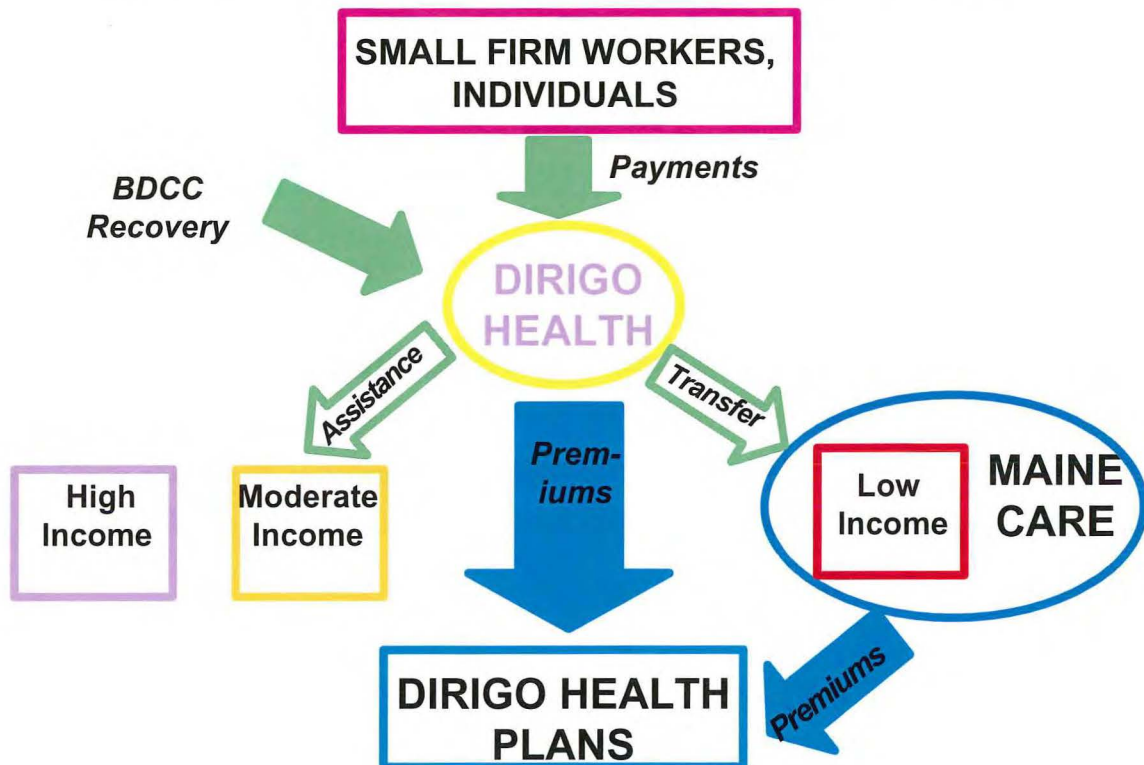 SMALL FIRM WORKERS,
INDIVIDUALS
Payments
BDCC
Recovery
DIRIGO
HEALTH
Assistance
Transfer
Prem-
iums
High
Income
Moderate
Income
Low
Income
MAINE
CARE
Premiums
DIRIGO HEALTH
PLANS